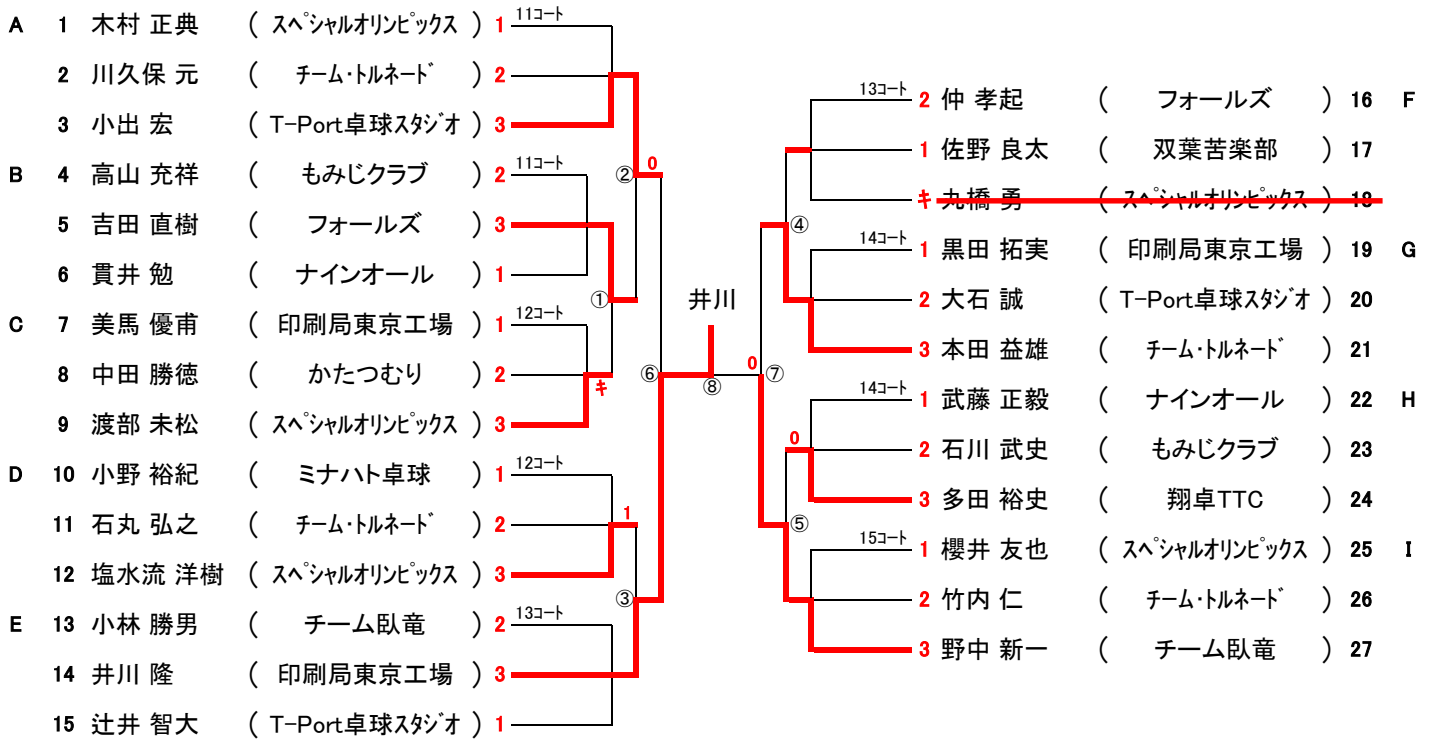 A 1 木村 正典 ( スペシャルオリンピックス ) 1 11コート
2 川久保 元 ( チーム・トルネード ) 2
3 小出 宏 ( T-Port卓球スタジオ ) 3
B 4 高山 充祥 ( もみじクラブ ) 2 11コート
② 0
5 吉田 直樹 ( フォールズ ) 3
6 貫井 勉 ( ナインオール ) 1
①
C 7 美馬 優甫 ( 印刷局東京工場 ) 1 12コート
8 中田 勝徳 ( かたつむり ) 2
キ
9 渡部 未松 ( スペシャルオリンピックス ) 3
D 10 小野 裕紀 ( ミナハト卓球 ) 1 12コート
11 石丸 弘之 ( チーム・トルネード ) 2
1
12 塩水流 洋樹 ( スペシャルオリンピックス ) 3
③
E 13 小林 勝男 ( チーム臥竜 ) 2 13コート
14 井川 隆 ( 印刷局東京工場 ) 3
15 辻井 智大 ( T-Port卓球スタジオ ) 1
井川
⑥ ⑧ 0 ⑦
13コート 2 仲 孝起 ( フォールズ ) 16 F
1 佐野 良太 ( 双葉苦楽部 ) 17
キ 丸橋 勇 ( スペシャルオリンピックス ) 18
④
14コート 1 黒田 拓実 ( 印刷局東京工場 ) 19 G
2 大石 誠 ( T-Port卓球スタジオ ) 20
3 本田 益雄 ( チーム・トルネード ) 21
14コート 1 武藤 正毅 ( ナインオール ) 22 H
0
2 石川 武史 ( もみじクラブ ) 23
3 多田 裕史 ( 翔卓TTC ) 24
⑤
15コート 1 櫻井 友也 ( スペシャルオリンピックス ) 25 I
2 竹内 仁 ( チーム・トルネード ) 26
3 野中 新一 ( チーム臥竜 ) 27